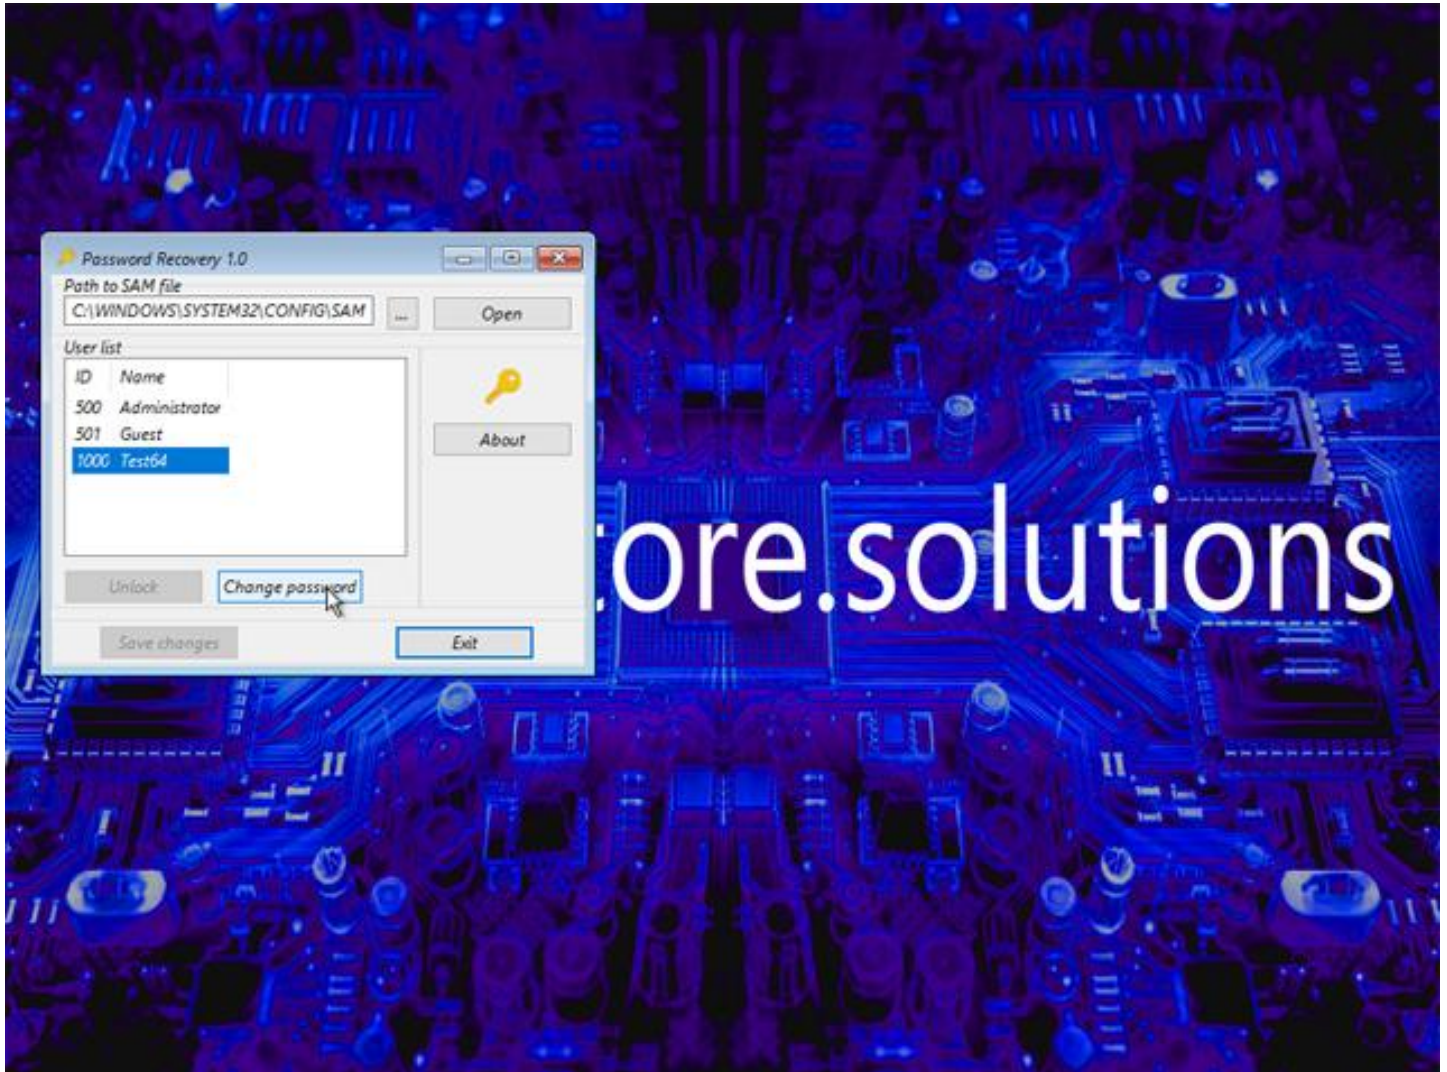 Password Recovery 1.0
Path to SAM file
C:\WINDOWS\SYSTEM32\CONFIG\SAM
...
Open
User list
ID Name
500 Administrator
501 Guest
1000 Test64
About
ore.solutions
Unlock
Change password
Save changes
Exit